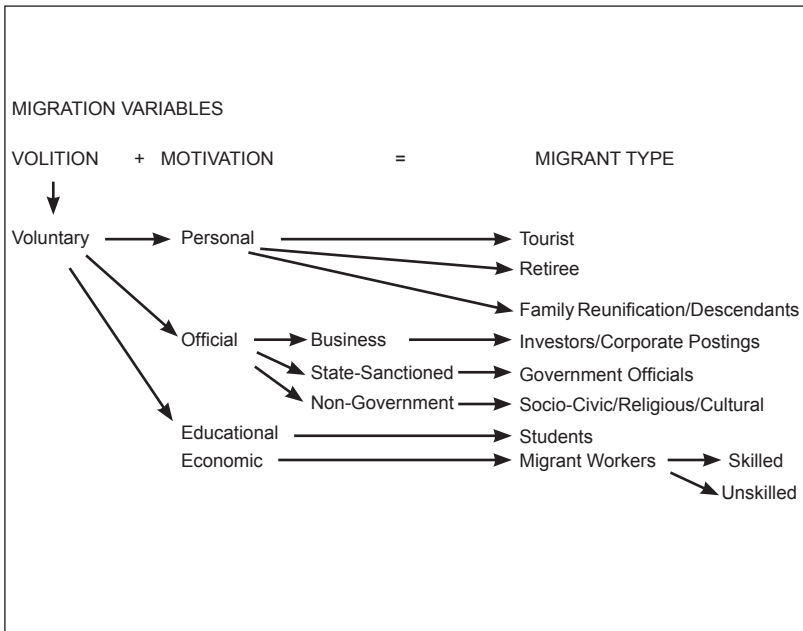 MIGRATION VARIABLES
VOLITION + MOTIVATION = MIGRANT TYPE
Voluntary Personal Tourist
Retiree
Family Reunification/Descendants
Official Business Investors/Corporate Postings
State-Sanctioned Government Officials
Non-Government Socio-Civic/Religious/Cultural
Educational Students
Economic Migrant Workers Skilled
Unskilled